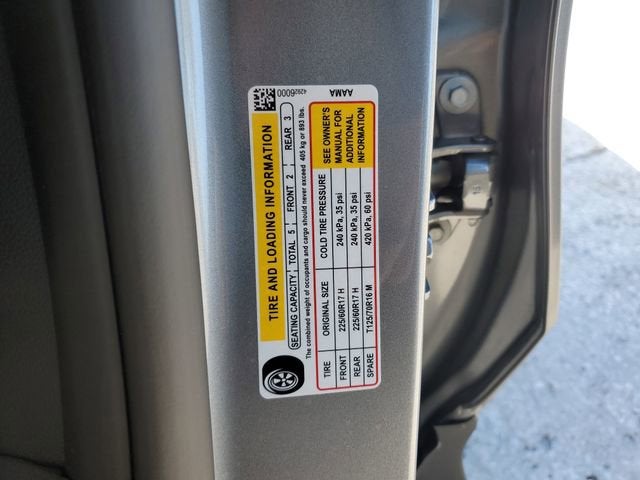 42926000 AAMA
TIRE AND LOADING INFORMATION
SEATING CAPACITY TOTAL 5 FRONT 2 REAR 3
The combined weight of occupants and cargo should never exceed 405 kg or 893 lbs.
TIRE ORIGINAL SIZE COLD TIRE PRESSURE
FRONT 225/60R17 H 240 kPa, 35 psi
REAR 225/60R17 H 240 kPa, 35 psi
SPARE T125/70R16 M 420 kPa, 60 psi
SEE OWNER'S
MANUAL FOR
ADDITIONAL
INFORMATION